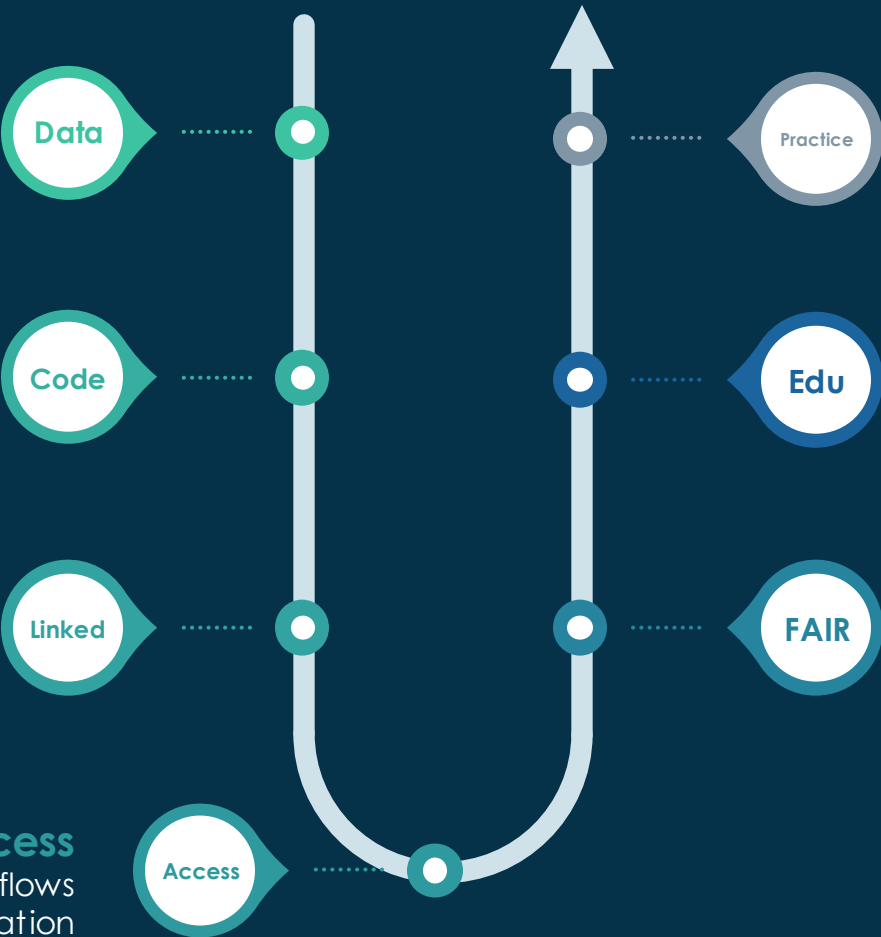 Data
Practice
Code
Edu
Linked
FAIR
Access
cess
flows
ation